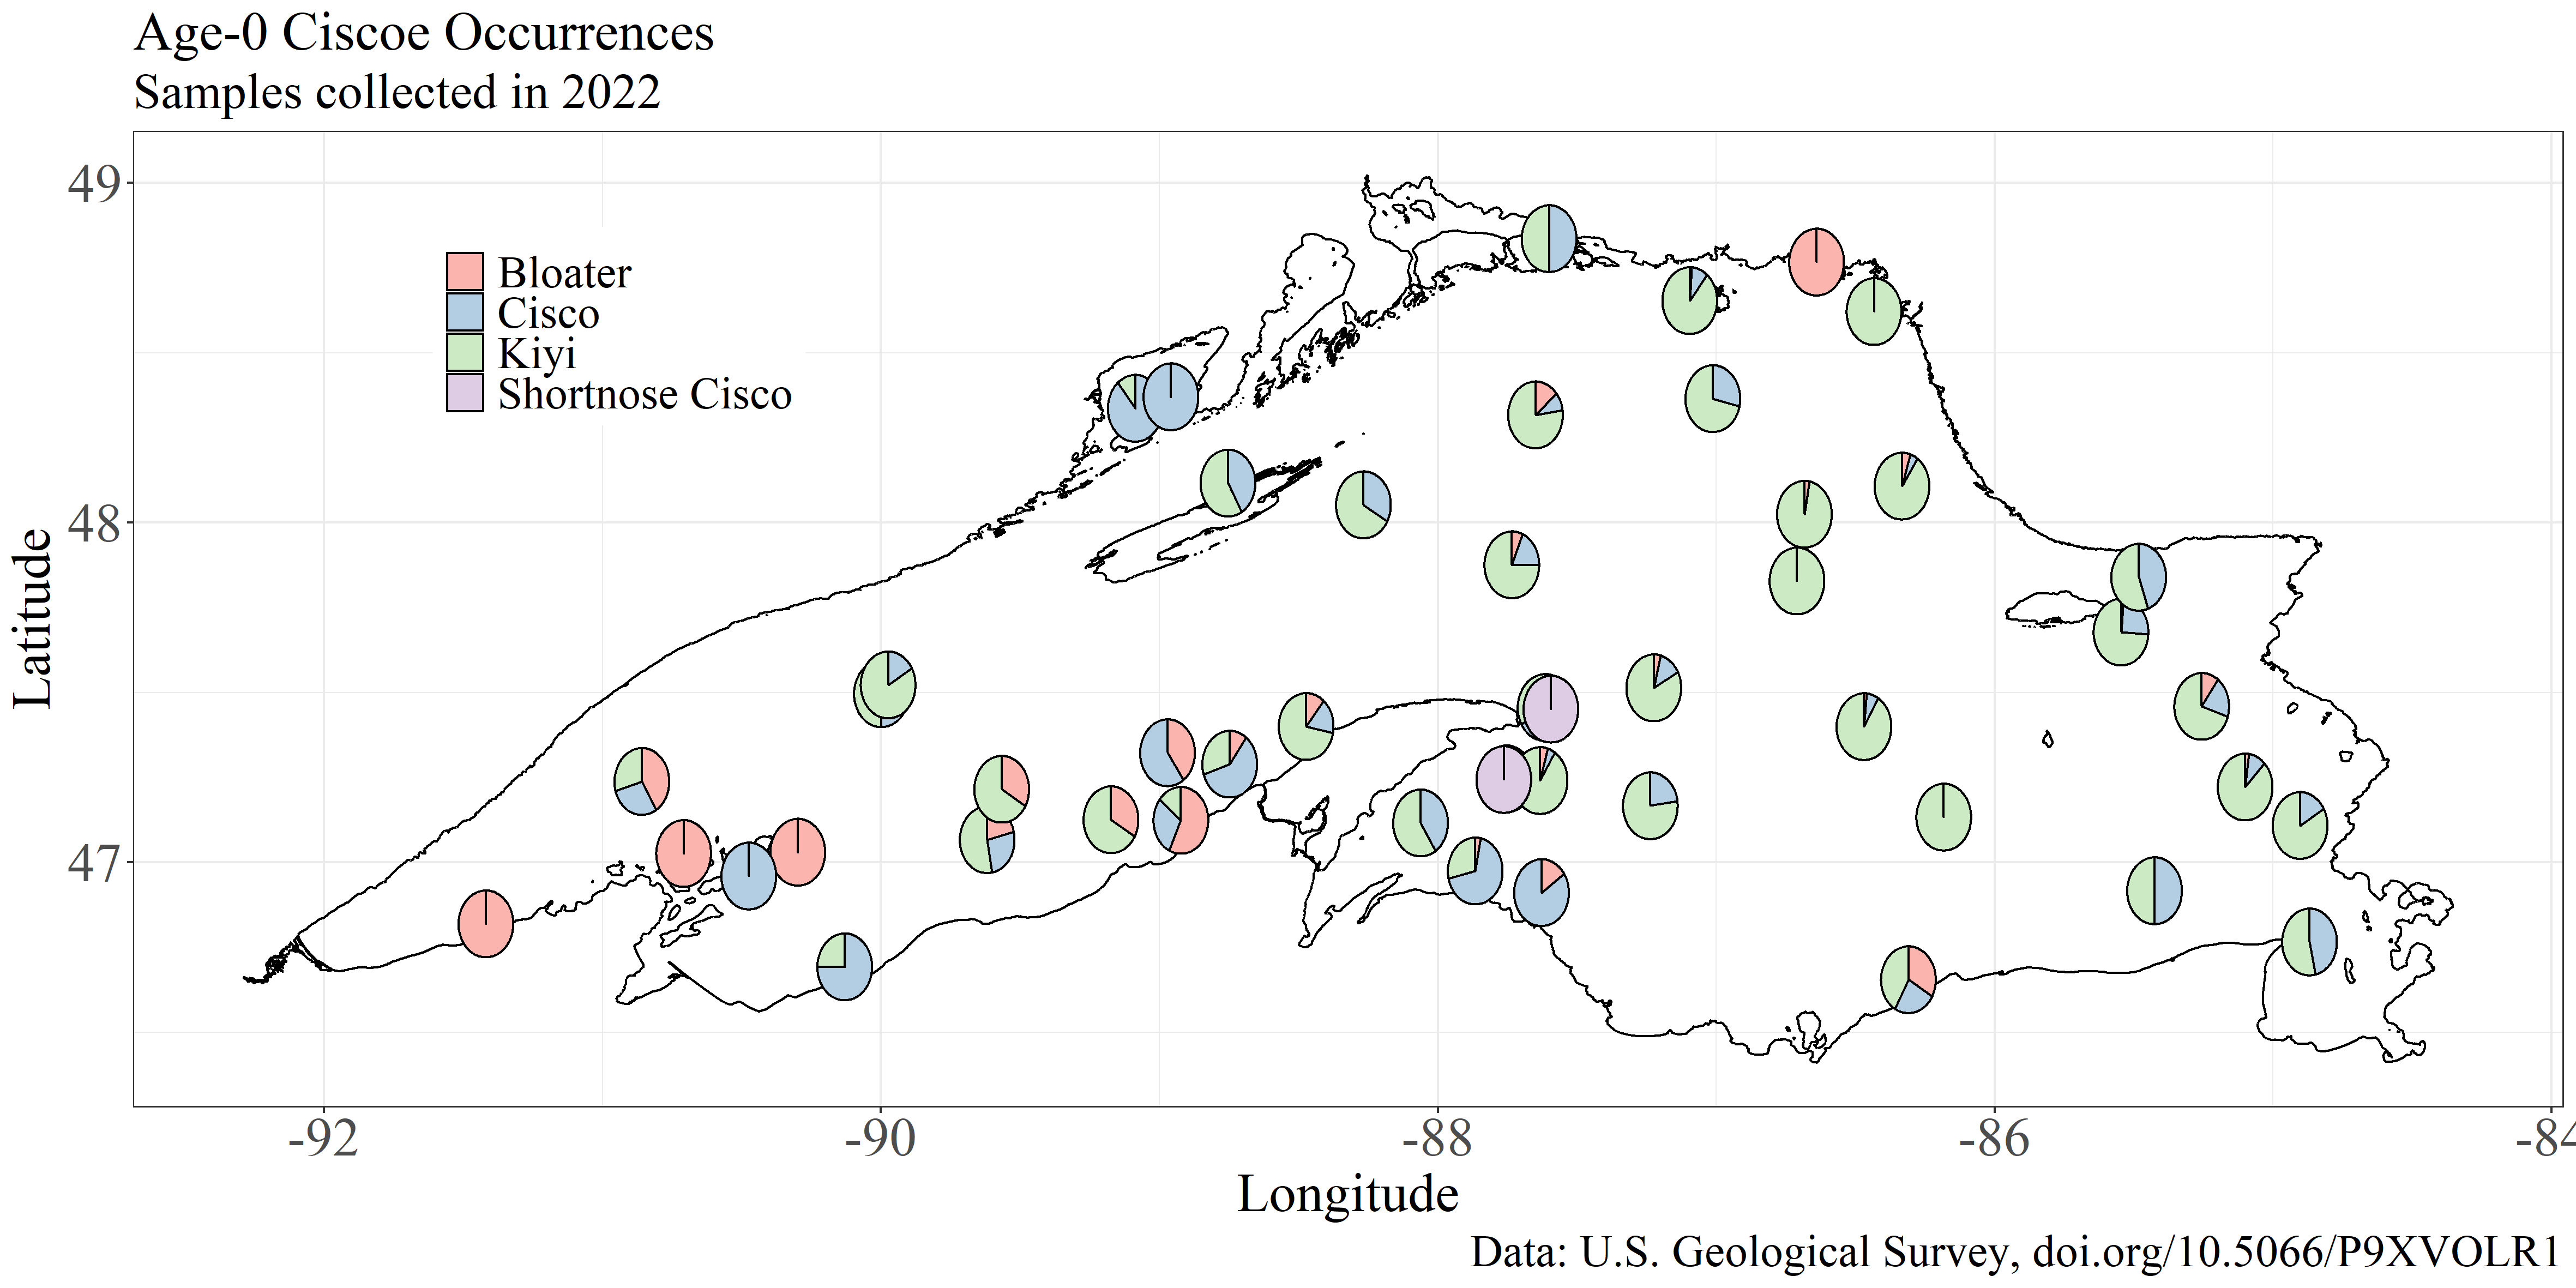 Age-0 Ciscoe Occurrences
Samples collected in 2022
Bloater
Cisco
Kiyi
Shortnose Cisco
49
48
47
Latitude
-92
-90
-88
-86
-84
Longitude
Data: U.S. Geological Survey, doi.org/10.5066/P9XVOLR1